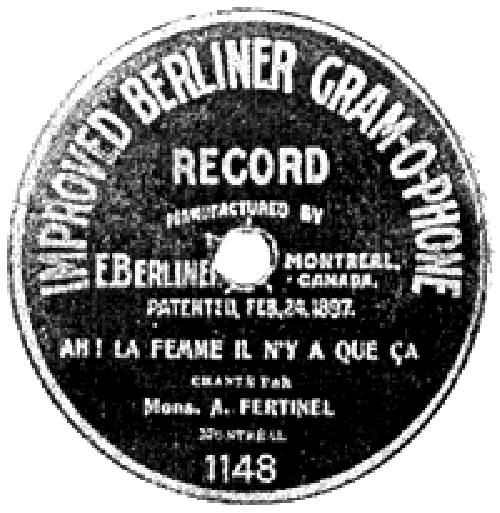 IMPROVED BERLINER GRAM-O-PHONE
RECORD
MANUFACTURED BY
E. BERLINER MONTREAL.
CANADA.
PATENTED, FEB, 24. 1897.
AH! LA FEMME IL N'Y A QUE ÇA
CHANTÉ PAR
Mons. A. FERTINEL
MONTREAL
1148